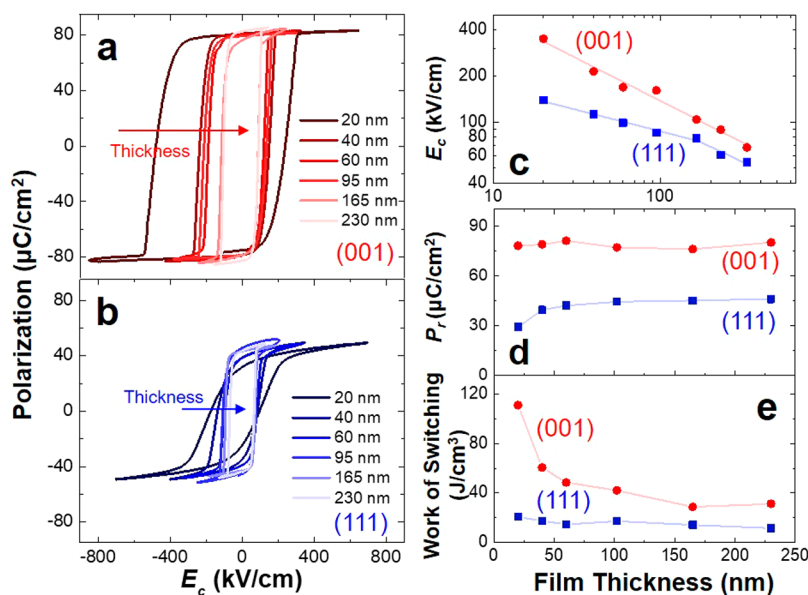 Polarization (μC/cm²)
a
80
40
0
-40
-80
Thickness
20 nm
40 nm
60 nm
95 nm
165 nm
230 nm
(001)
b
80
40
0
-40
-80
Thickness
20 nm
40 nm
60 nm
95 nm
165 nm
230 nm
(111)
-800 -400 0 400 800
E_c (kV/cm)
E_c (kV/cm)
400
200
100
80
60
40
(001)
(111)
c
10 100
P_r (μC/cm²)
90
60
30
0
(001)
(111)
d
Work of Switching
(J/cm³)
120
80
40
0
(001)
(111)
e
0 50 100 150 200 250
Film Thickness (nm)